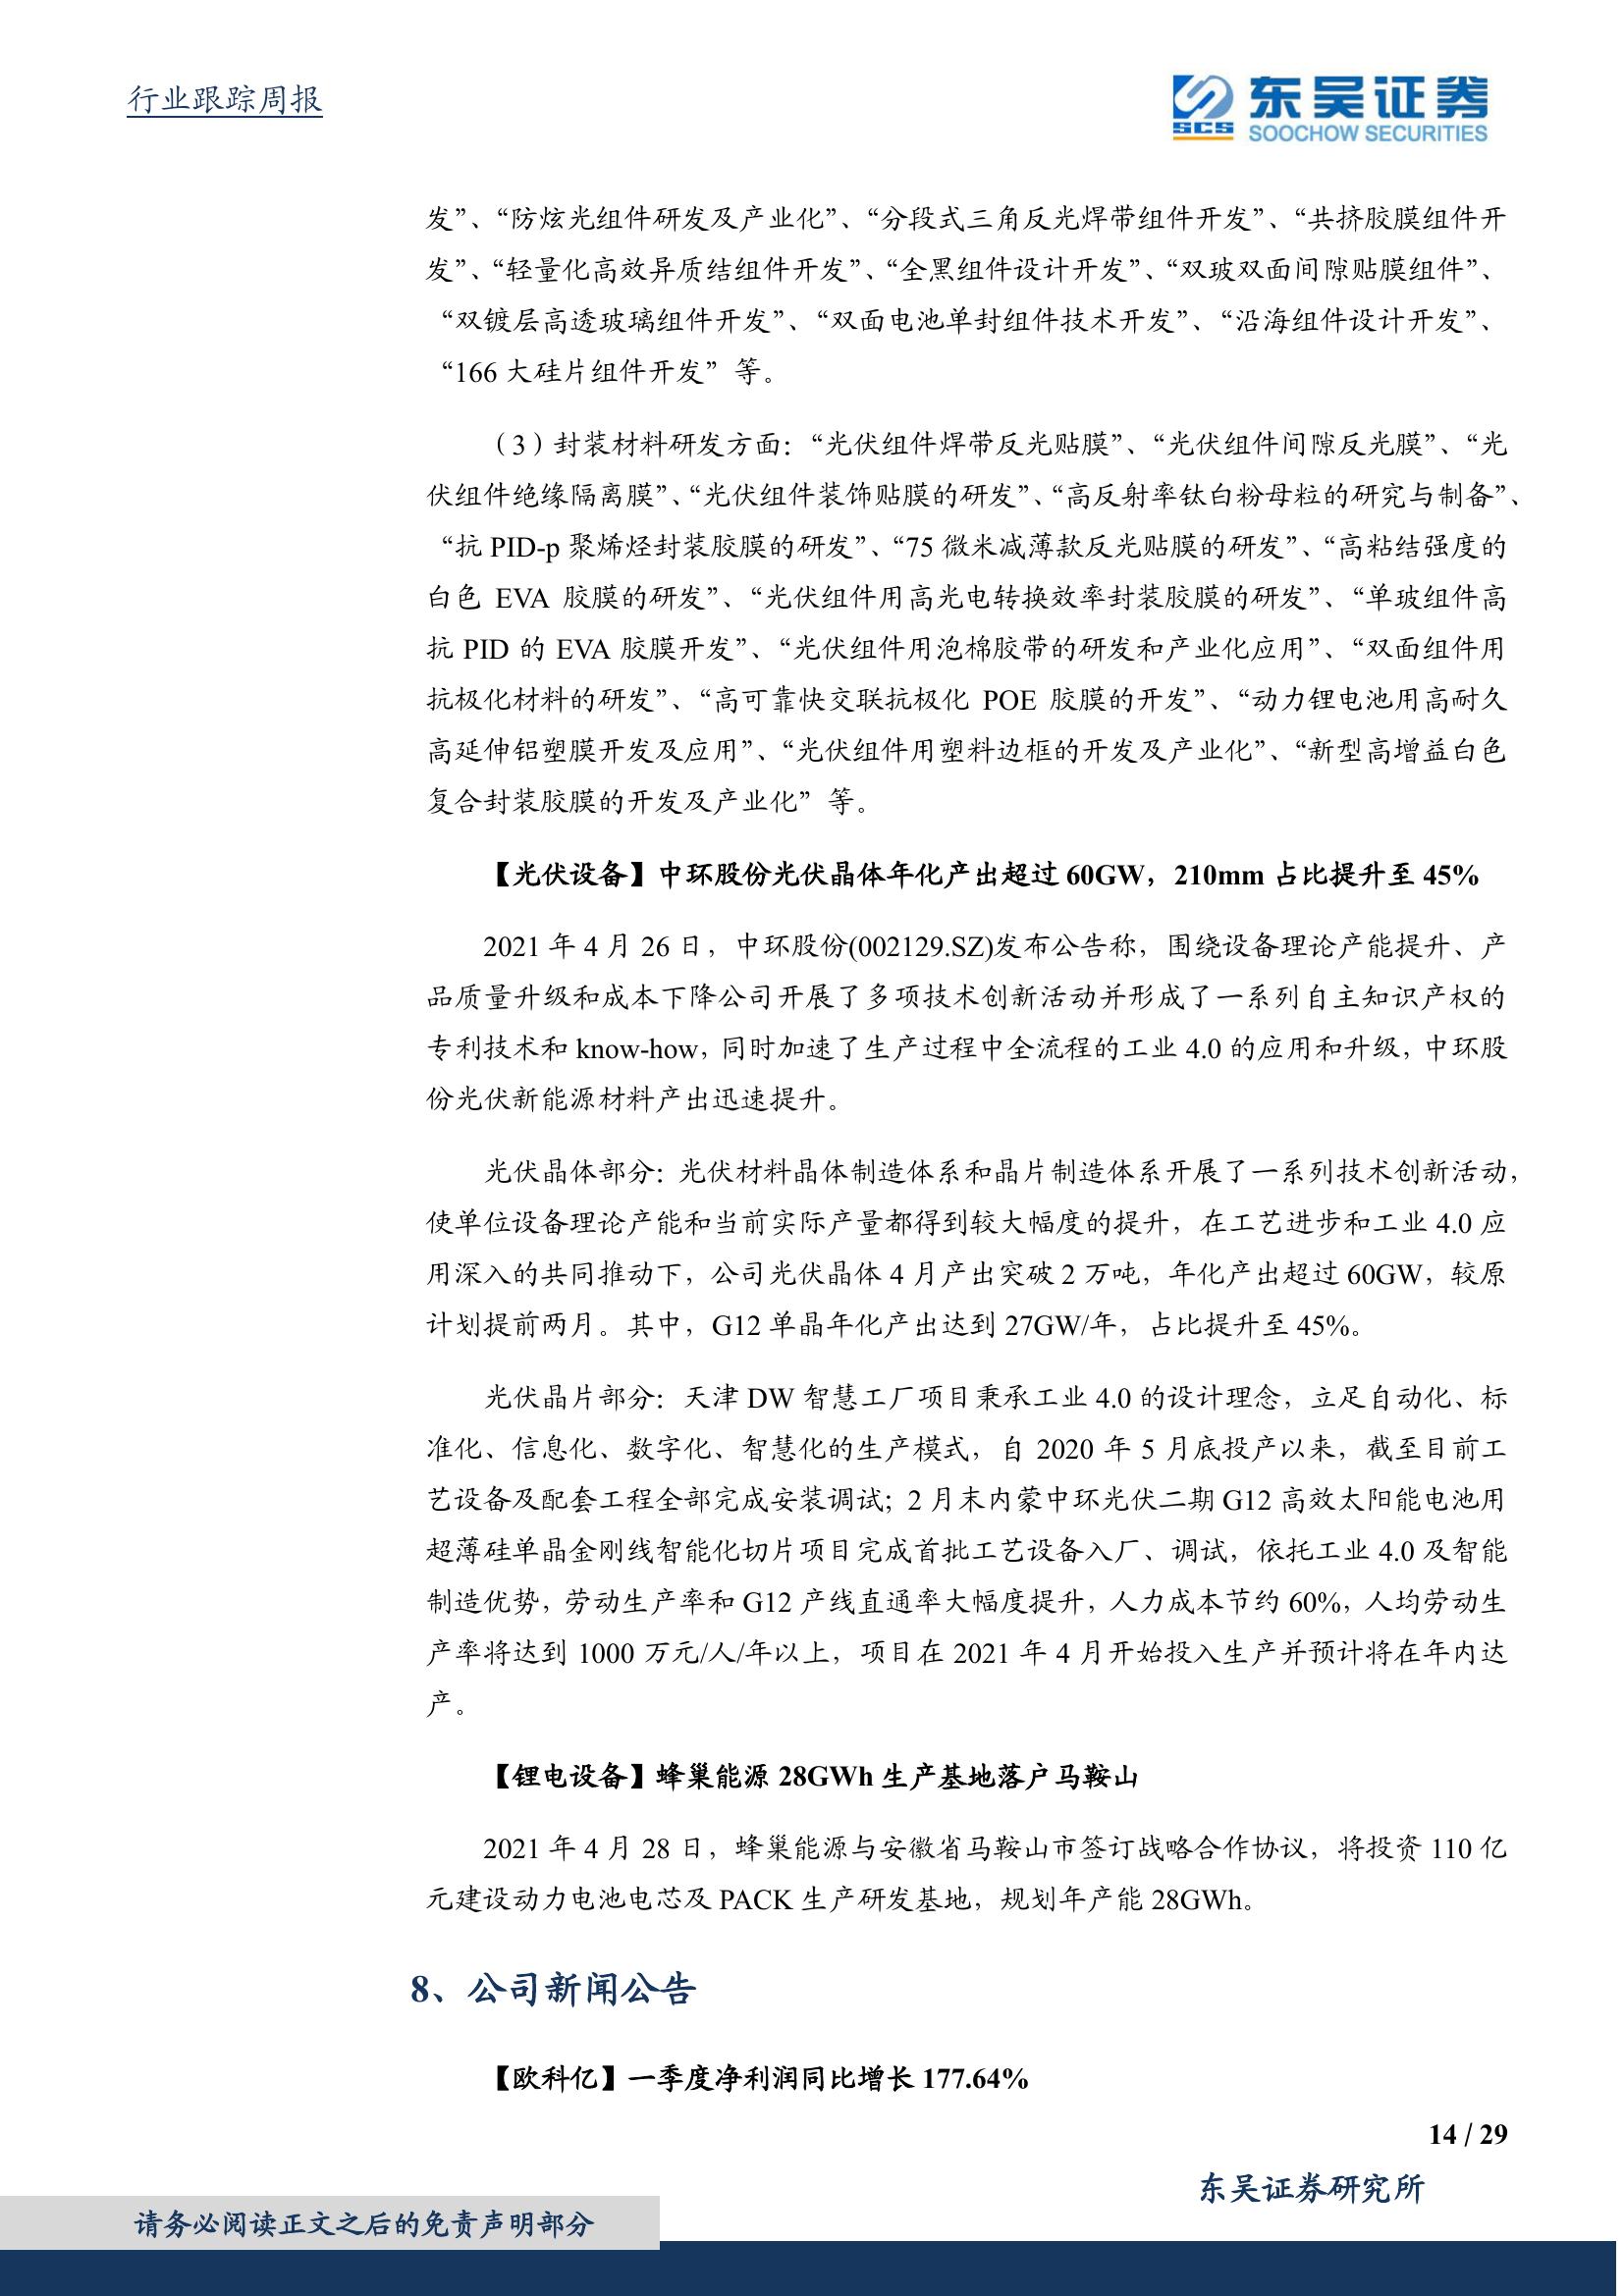 行业跟踪周报
SCS
东吴证券
SOOCHOW SECURITIES
发”、“防炫光组件研发及产业化”、“分段式三角反光焊带组件开发”、“共挤胶膜组件开
发”、“轻量化高效异质结组件开发”、“全黑组件设计开发”、“双玻双面间隙贴膜组件”、
“双镀层高透玻璃组件开发”、“双面电池单封组件技术开发”、“沿海组件设计开发”、
“166 大硅片组件开发” 等。
（3）封装材料研发方面：“光伏组件焊带反光贴膜”、“光伏组件间隙反光膜”、“光
伏组件绝缘隔离膜”、“光伏组件装饰贴膜的研发”、“高反射率钛白粉母粒的研究与制备”、
“抗 PID-p 聚烯烃封装胶膜的研发”、“75 微米减薄款反光贴膜的研发”、“高粘结强度的
白色 EVA 胶膜的研发”、“光伏组件用高光电转换效率封装胶膜的研发”、“单玻组件高
抗 PID 的 EVA 胶膜开发”、“光伏组件用泡棉胶带的研发和产业化应用”、“双面组件用
抗极化材料的研发”、“高可靠快交联抗极化 POE 胶膜的开发”、“动力锂电池用高耐久
高延伸铝塑膜开发及应用”、“光伏组件用塑料边框的开发及产业化”、“新型高增益白色
复合封装胶膜的开发及产业化” 等。
【光伏设备】中环股份光伏晶体年化产出超过 60GW，210mm 占比提升至 45%
2021 年 4 月 26 日，中环股份(002129.SZ)发布公告称，围绕设备理论产能提升、产
品质量升级和成本下降公司开展了多项技术创新活动并形成了一系列自主知识产权的
专利技术和 know-how，同时加速了生产过程中全流程的工业 4.0 的应用和升级，中环股
份光伏新能源材料产出迅速提升。
光伏晶体部分：光伏材料晶体制造体系和晶片制造体系开展了一系列技术创新活动，
使单位设备理论产能和当前实际产量都得到较大幅度的提升，在工艺进步和工业 4.0 应
用深入的共同推动下，公司光伏晶体 4 月产出突破 2 万吨，年化产出超过 60GW，较原
计划提前两月。其中，G12 单晶年化产出达到 27GW/年，占比提升至 45%。
光伏晶片部分：天津 DW 智慧工厂项目秉承工业 4.0 的设计理念，立足自动化、标
准化、信息化、数字化、智慧化的生产模式，自 2020 年 5 月底投产以来，截至目前工
艺设备及配套工程全部完成安装调试；2 月末内蒙中环光伏二期 G12 高效太阳能电池用
超薄硅单晶金刚线智能化切片项目完成首批工艺设备入厂、调试，依托工业 4.0 及智能
制造优势，劳动生产率和 G12 产线直通率大幅度提升，人力成本节约 60%，人均劳动生
产率将达到 1000 万元/人/年以上，项目在 2021 年 4 月开始投入生产并预计将在年内达
产。
【锂电设备】蜂巢能源 28GWh 生产基地落户马鞍山
2021 年 4 月 28 日，蜂巢能源与安徽省马鞍山市签订战略合作协议，将投资 110 亿
元建设动力电池电芯及 PACK 生产研发基地，规划年产能 28GWh。
8、公司新闻公告
【欧科亿】一季度净利润同比增长 177.64%
14 / 29
东吴证券研究所
请务必阅读正文之后的免责声明部分